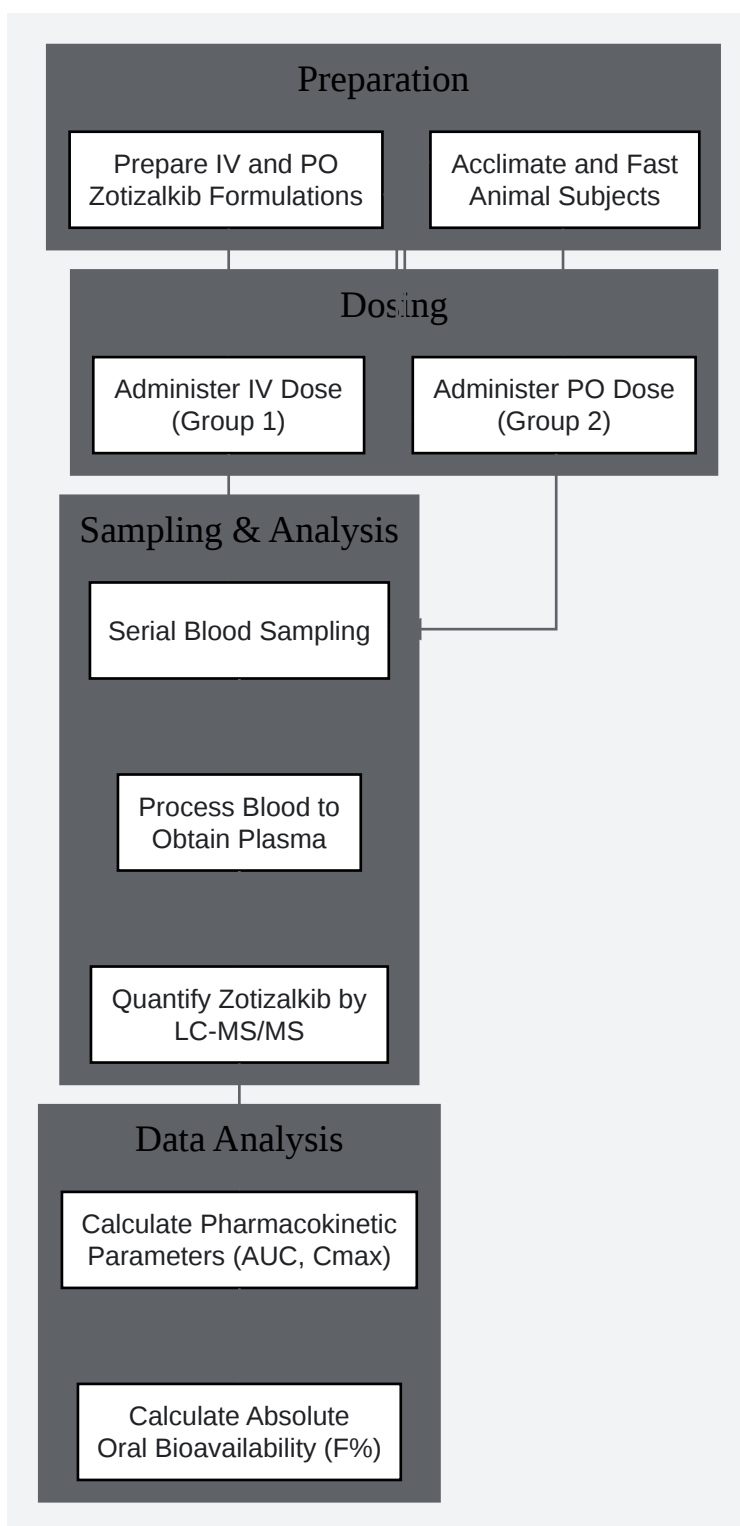 Preparation
Prepare IV and PO
Zotizalkib Formulations
Acclimate and Fast
Animal Subjects
Dosing
Administer IV Dose
(Group 1)
Administer PO Dose
(Group 2)
Sampling & Analysis
Serial Blood Sampling
Process Blood to
Obtain Plasma
Quantify Zotizalkib by
LC-MS/MS
Data Analysis
Calculate Pharmacokinetic
Parameters (AUC, Cmax)
Calculate Absolute
Oral Bioavailability (F%)